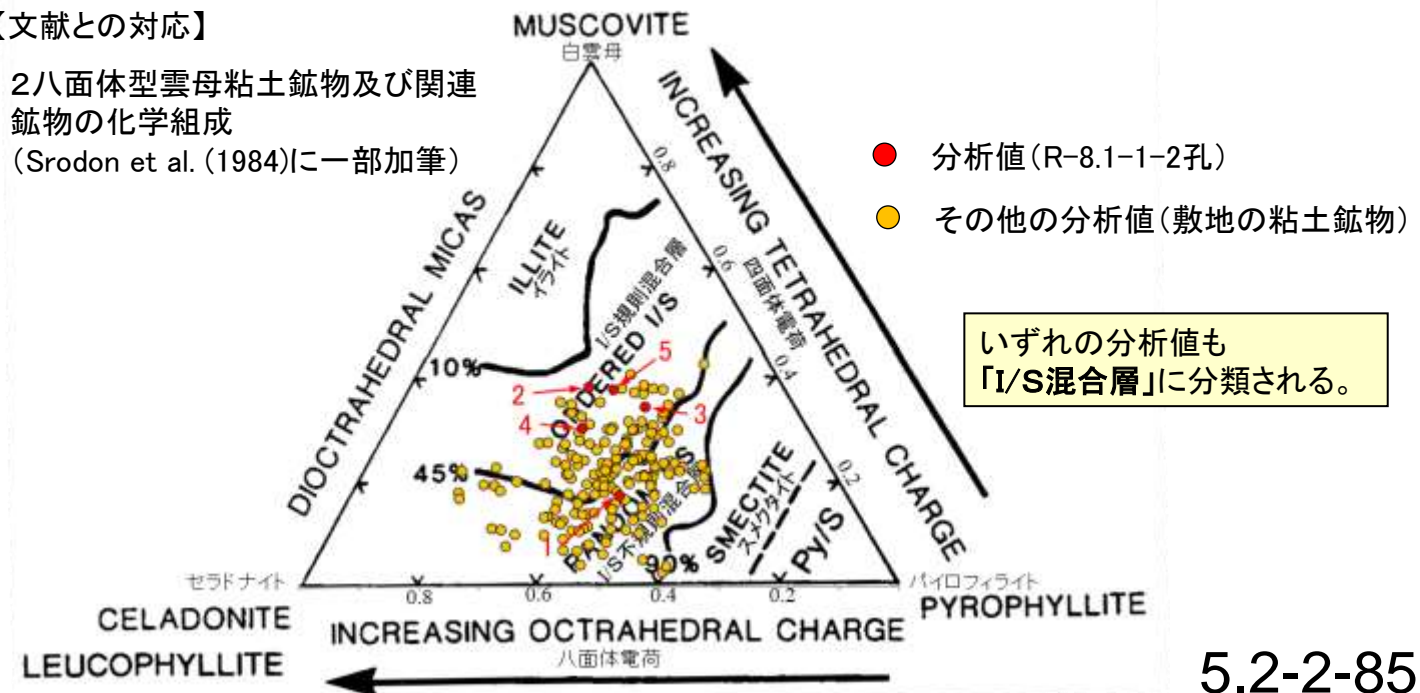 【文献との対応】
２八面体型雲母粘土鉱物及び関連
鉱物の化学組成
(Srodon et al. (1984)に一部加筆)
MUSCOVITE
白雲母
分析値(R-8.1-1-2孔)
その他の分析値(敷地の粘土鉱物)
いずれの分析値も
「I/S混合層」に分類される。
INCREASING TETRAHEDRAL CHARGE
四面体電荷
0.8
0.6
0.4
0.2
DIOCTRAHEDRAL MICAS
ILLITE
イライト
I/S規則混合層
ORDERED I/S
10%
2
5
3
4
45%
1
I/S不規則混合層
90%
SMECTITE
スメクタイト
Py/S
セラドナイト
パイロフィライト
0.8
0.6
0.4
0.2
CELADONITE
PYROPHYLLITE
INCREASING OCTRAHEDRAL CHARGE
八面体電荷
LEUCOPHYLLITE
5.2-2-85